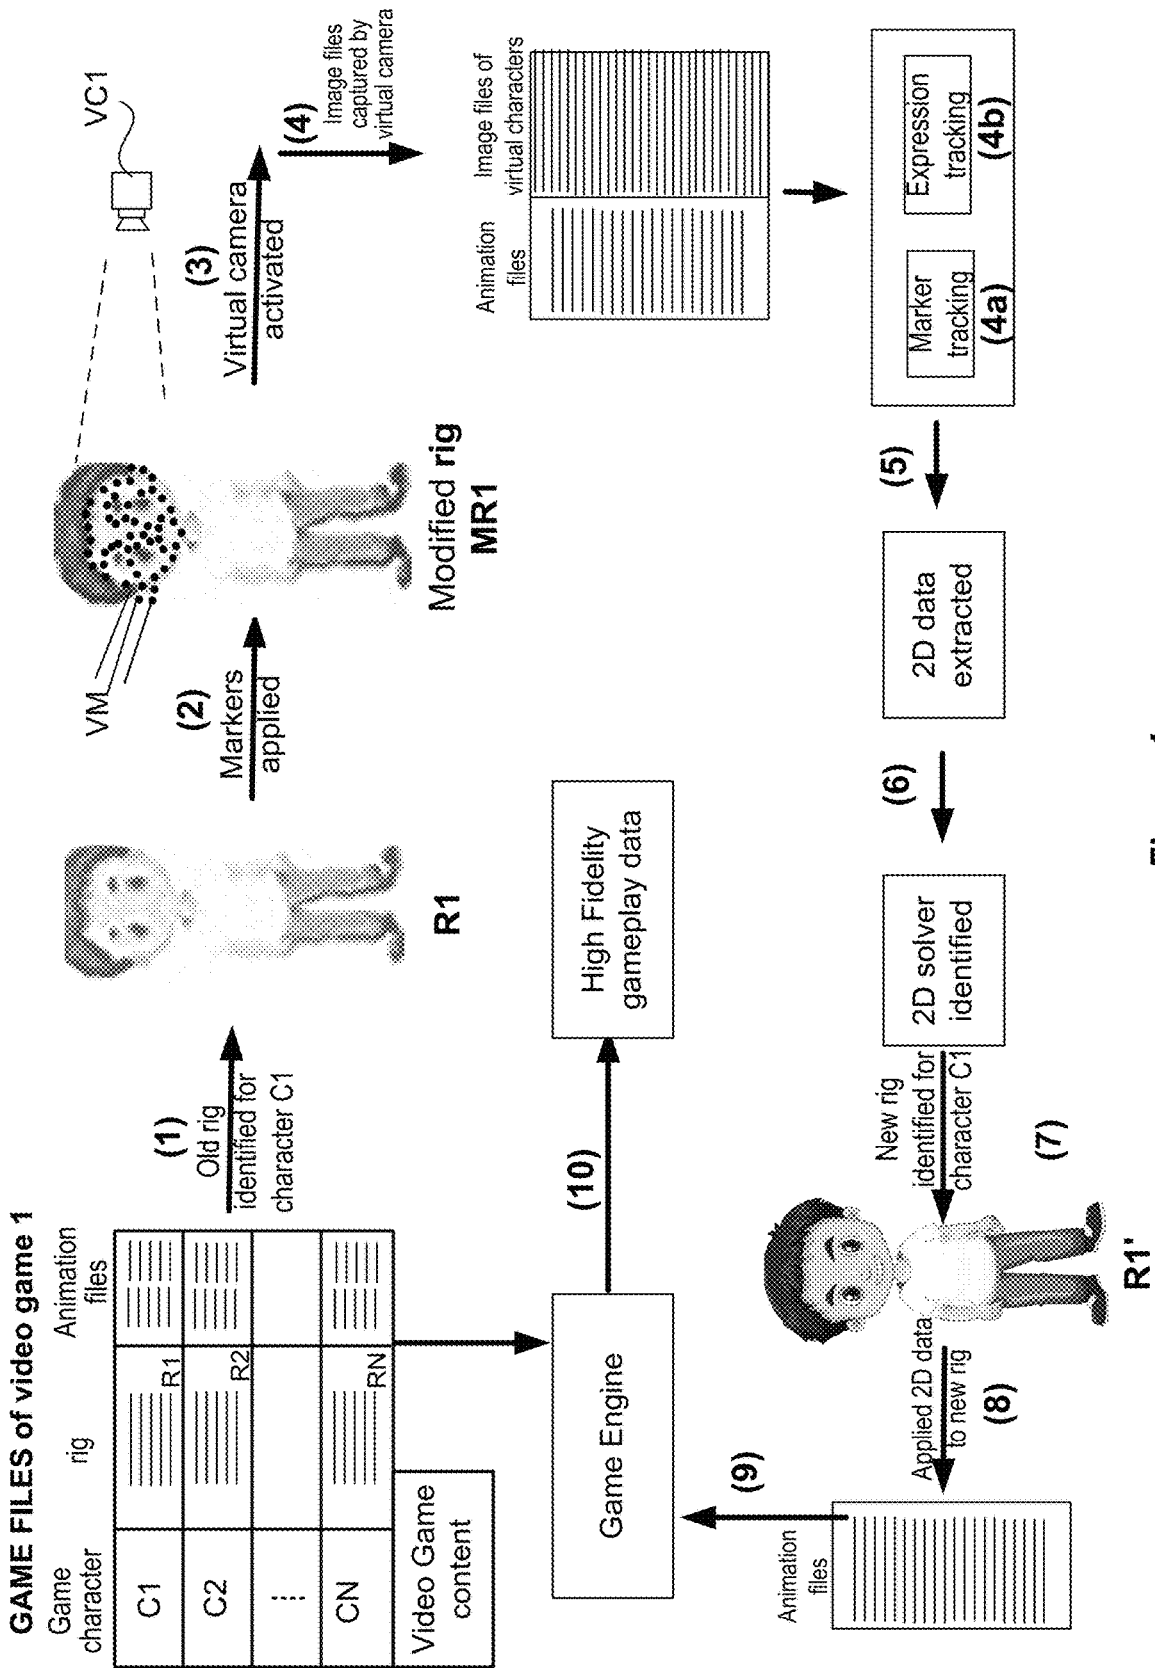 GAME FILES of video game 1
Game
character
rig
Animation
files
C1
R1
C2
R2
.....
CN
RN
Video Game
content
(1)
Old rig
identified for
character C1
R1
(2)
Markers
applied
VM
Modified rig
MR1
VC1
(3)
Virtual camera
activated
(4)
Image files
captured by
virtual camera
Animation
files
Image files of
virtual characters
Marker
tracking
(4a)
Expression
tracking
(4b)
(5)
2D data
extracted
(6)
2D solver
identified
New rig
identified for
character C1
(7)
R1'
Applied 2D data
to new rig
(8)
Animation
files
(9)
Game Engine
(10)
High Fidelity
gameplay data